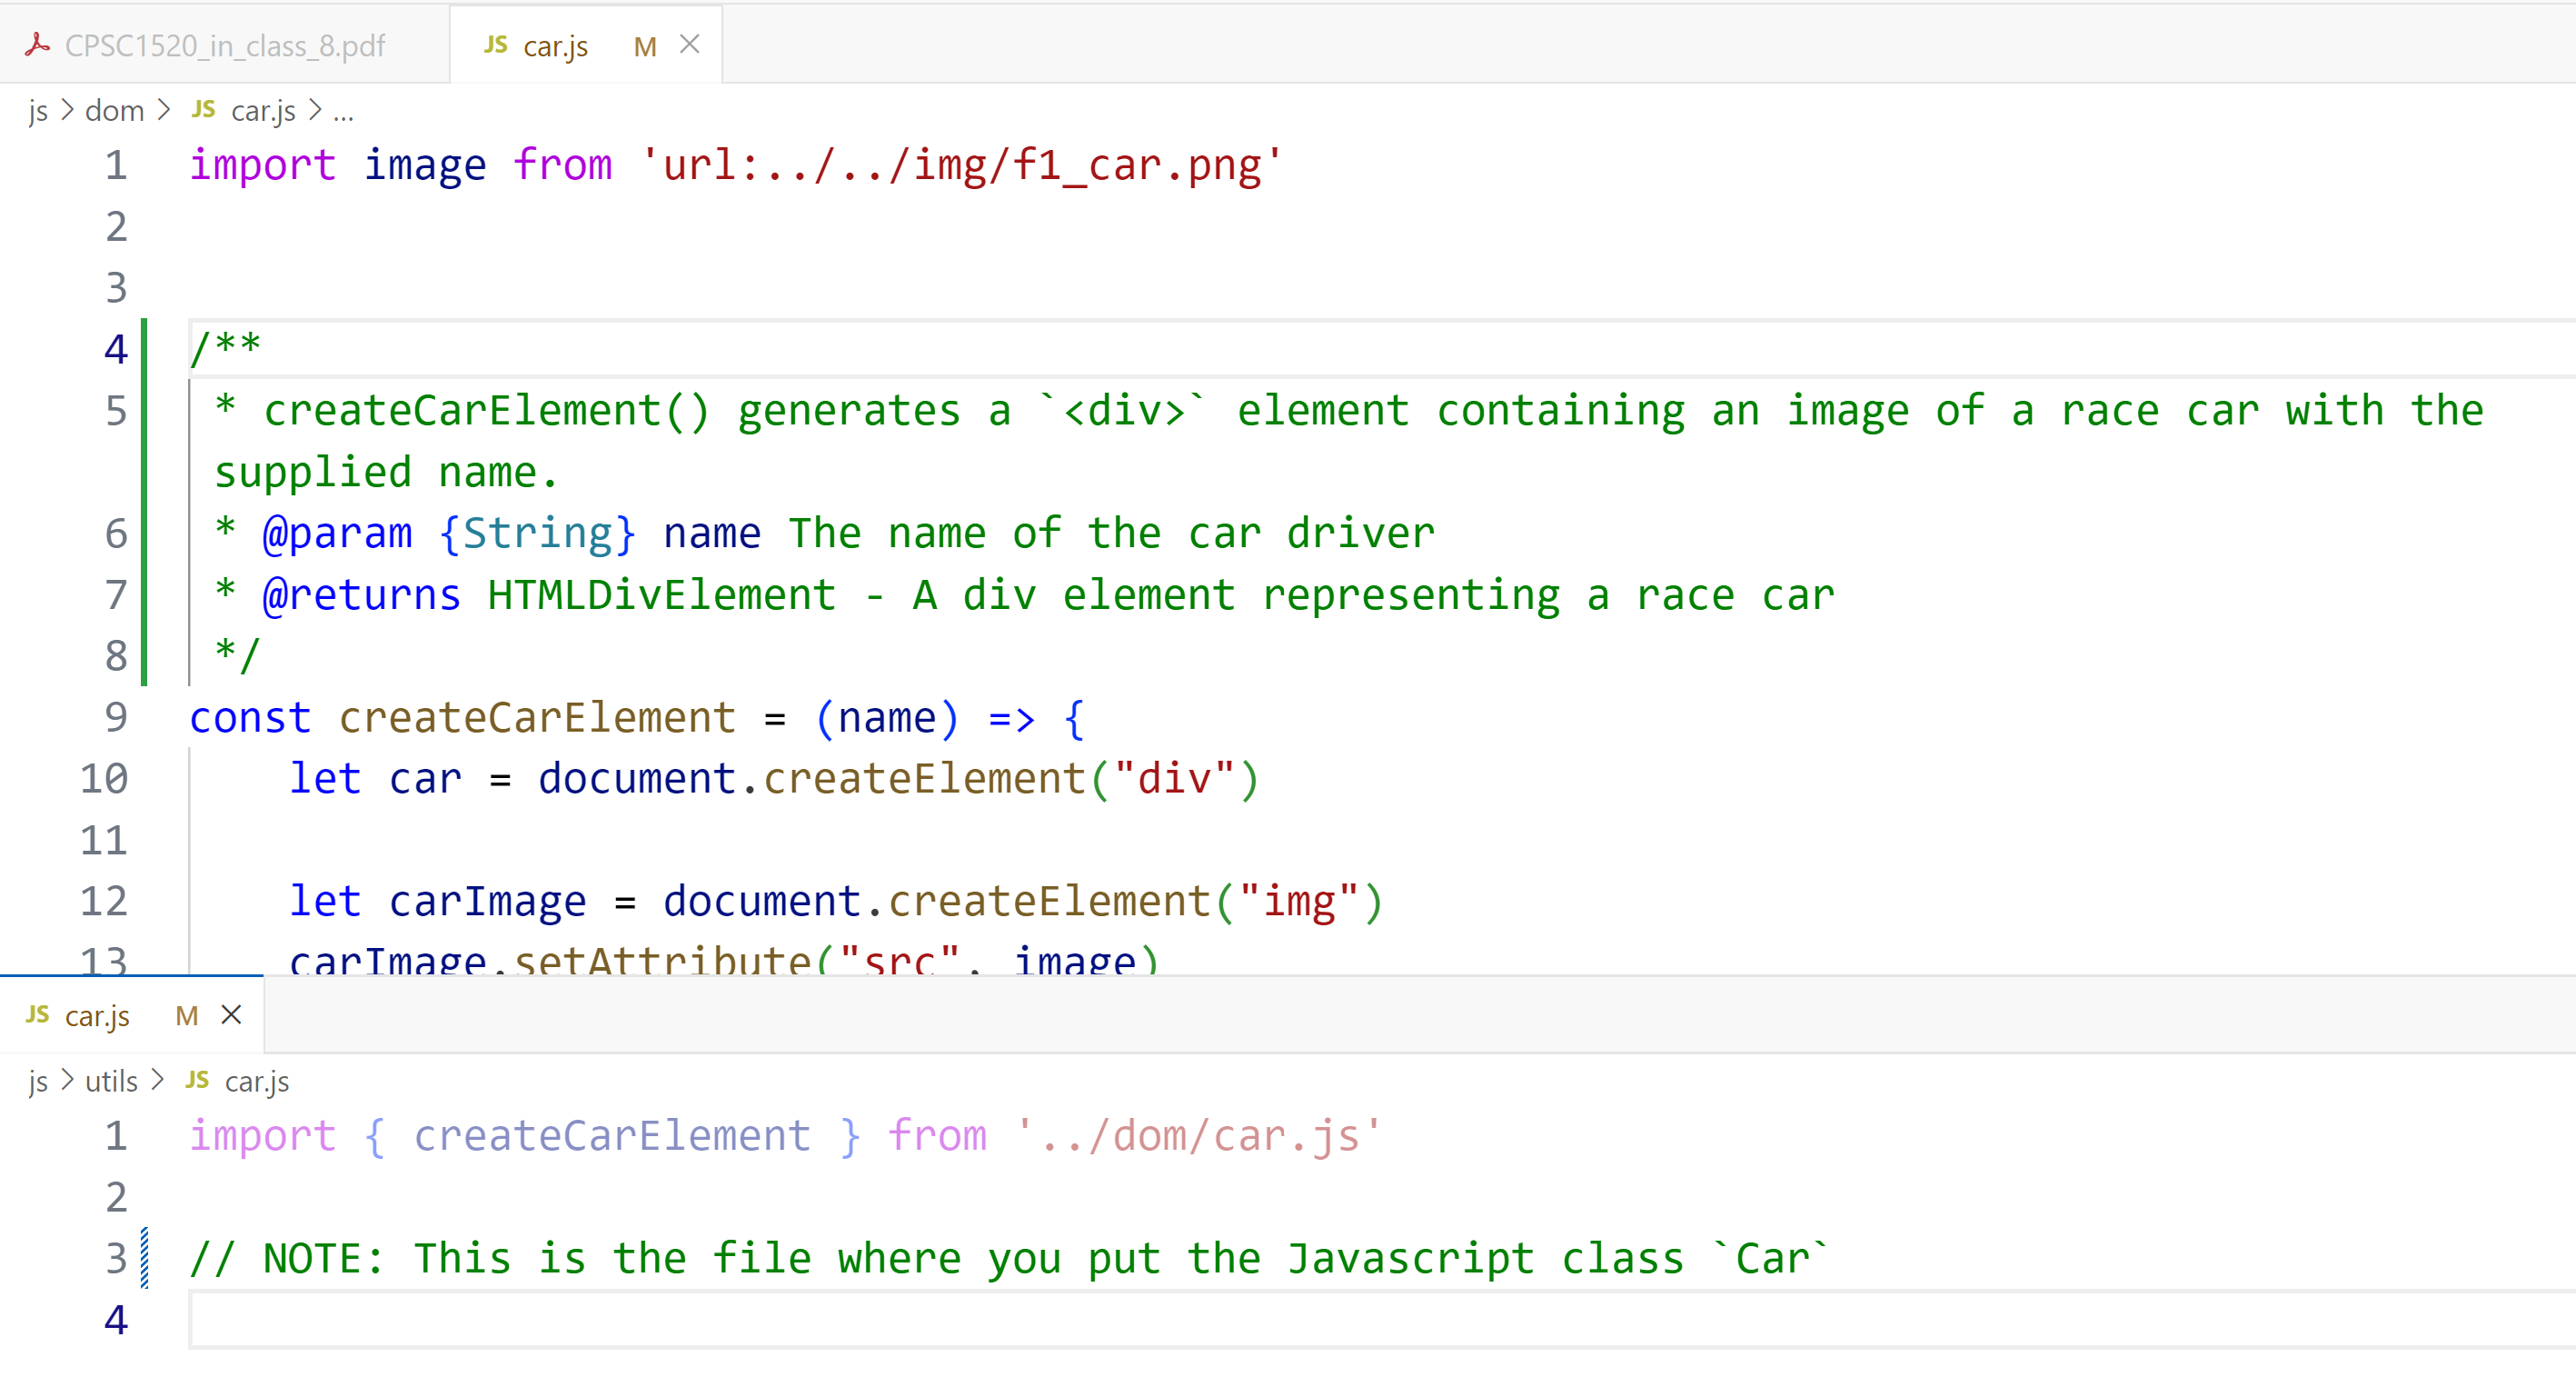 CPSC1520_in_class_8.pdf JS car.js M
js > dom > JS car.js > ...
1 import image from 'url:../../img/f1_car.png'
2
3
4 /**
5 * createCarElement() generates a `<div>` element containing an image of a race car with the
supplied name.
6 * @param {String} name The name of the car driver
7 * @returns HTMLDivElement - A div element representing a race car
8 */
9 const createCarElement = (name) => {
10 let car = document.createElement("div")
11
12 let carImage = document.createElement("img")
13 carImage.setAttribute("src", image)
JS car.js M
js > utils > JS car.js
1 import { createCarElement } from '../dom/car.js'
2
3 // NOTE: This is the file where you put the Javascript class `Car`
4